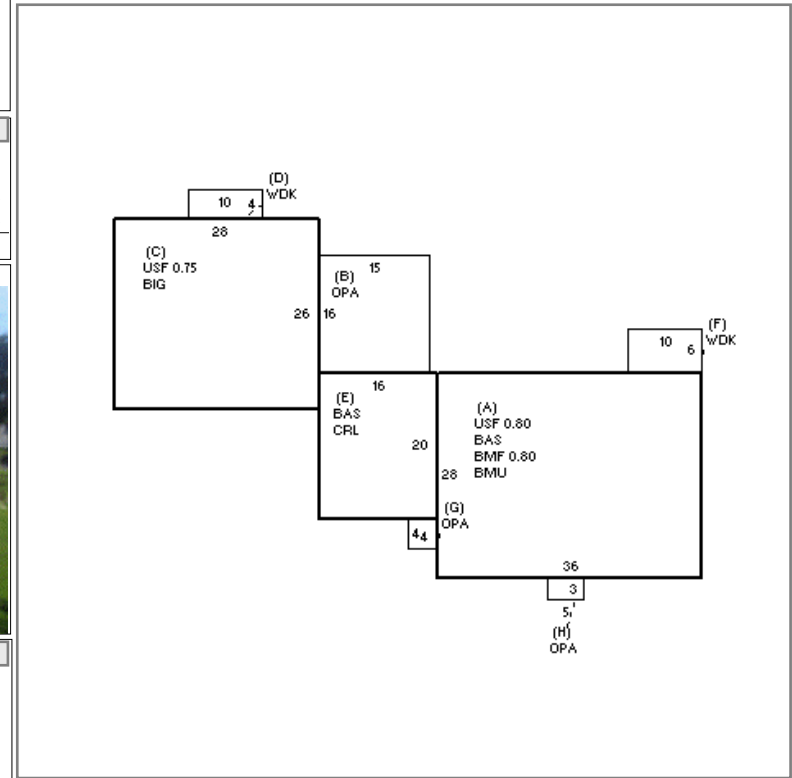 (D)
WDK
10 4
28
(C)
USF 0.75
BIG
26
(B)
OPA
15
16
(F)
WDK
10
6
16
(E)
BAS
CRL
20
(A)
USF 0.80
BAS
BMF 0.80
BMU
28
(G)
OPA
4 4
36
3
5
(H)
OPA